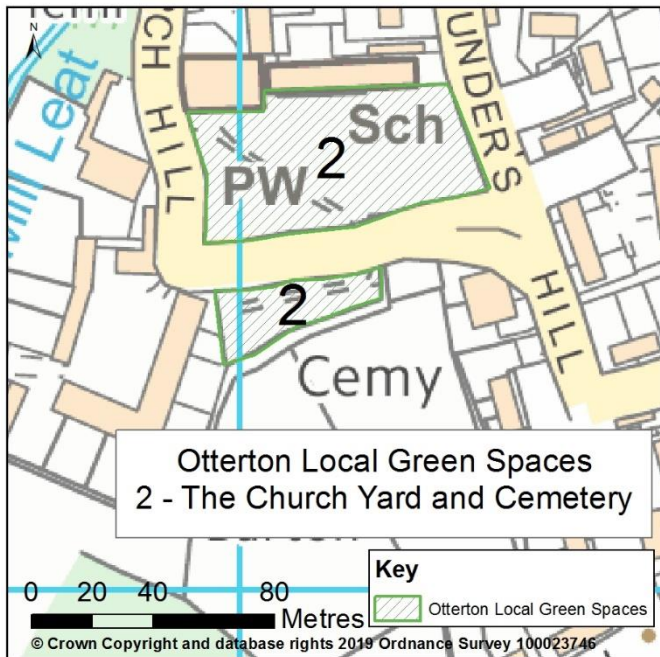 N
CH HILL
Mill Leat
UNDER'S HILL
Sch
2
PW
2
Cemy
Otterton Local Green Spaces
2 - The Church Yard and Cemetery
Key
Otterton Local Green Spaces
0 20 40 80
Metres
© Crown Copyright and database rights 2019 Ordnance Survey 100023746